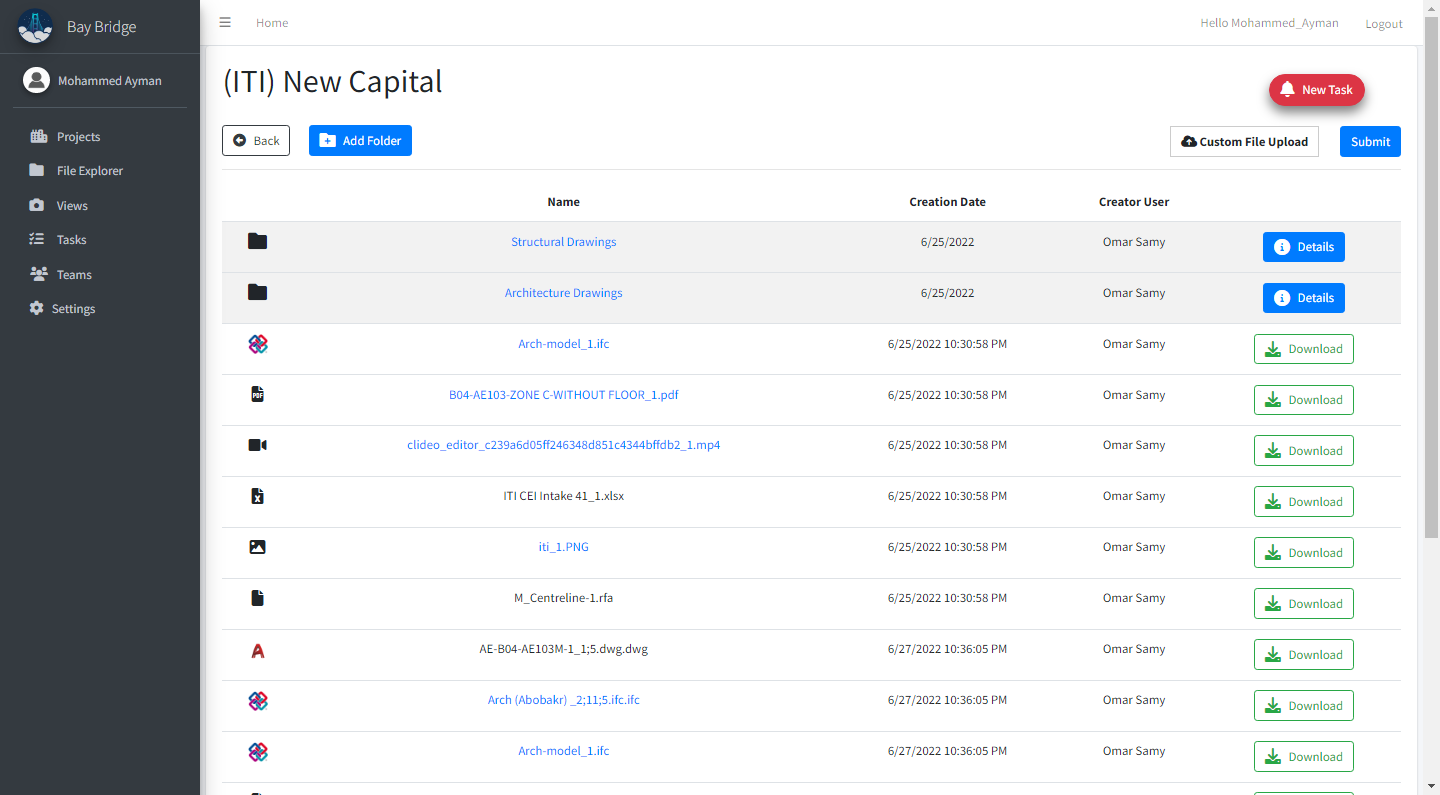 Bay Bridge
Home
Hello Mohammed_Ayman
Logout
Mohammed Ayman
Projects
File Explorer
Views
Tasks
Teams
Settings
(ITI) New Capital
New Task
Back
Add Folder
Custom File Upload
Submit
Name Creation Date Creator User
Structural Drawings 6/25/2022 Omar Samy Details
Architecture Drawings 6/25/2022 Omar Samy Details
Arch-model_1.ifc 6/25/2022 10:30:58 PM Omar Samy Download
PDF B04-AE103-ZONE C-WITHOUT FLOOR_1.pdf 6/25/2022 10:30:58 PM Omar Samy Download
clideo_editor_c239a6d05ff246348d851c4344bffdb2_1.mp4 6/25/2022 10:30:58 PM Omar Samy Download
ITI CEI Intake 41_1.xlsx 6/25/2022 10:30:58 PM Omar Samy Download
iti_1.PNG 6/25/2022 10:30:58 PM Omar Samy Download
M_Centreline-1.rfa 6/25/2022 10:30:58 PM Omar Samy Download
AE-B04-AE103M-1_1;5.dwg.dwg 6/27/2022 10:36:05 PM Omar Samy Download
Arch (Abobakr) _2;11;5.ifc.ifc 6/27/2022 10:36:05 PM Omar Samy Download
Arch-model_1.ifc 6/27/2022 10:36:05 PM Omar Samy Download